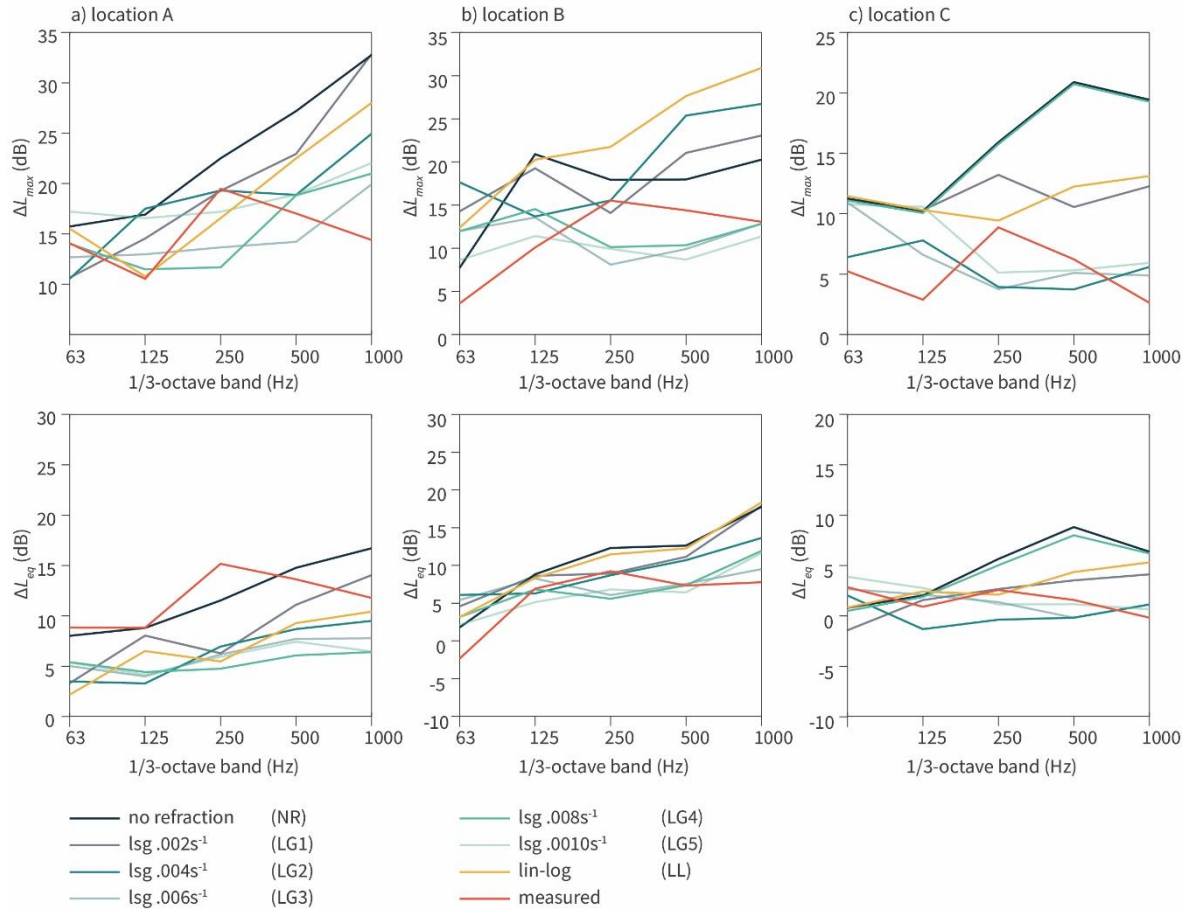 a) location A
b) location B
c) location C
35
30
25
20
15
10
ΔLmax (dB)
63 125 250 500 1000
1/3-octave band (Hz)
35
30
25
20
15
10
5
0
ΔLmax (dB)
63 125 250 500 1000
1/3-octave band (Hz)
25
20
15
10
5
0
ΔLmax (dB)
63 125 250 500 1000
1/3-octave band (Hz)
30
25
20
15
10
5
0
ΔLeq (dB)
63 125 250 500 1000
1/3-octave band (Hz)
30
25
20
15
10
5
0
-5
-10
ΔLeq (dB)
63 125 250 500 1000
1/3-octave band (Hz)
20
15
10
5
0
-10
ΔLeq (dB)
125 250 500 1000
1/3-octave band (Hz)
no refraction (NR)
lsg .002s⁻¹ (LG1)
lsg .004s⁻¹ (LG2)
lsg .006s⁻¹ (LG3)
lsg .008s⁻¹ (LG4)
lsg .0010s⁻¹ (LG5)
lin-log (LL)
measured